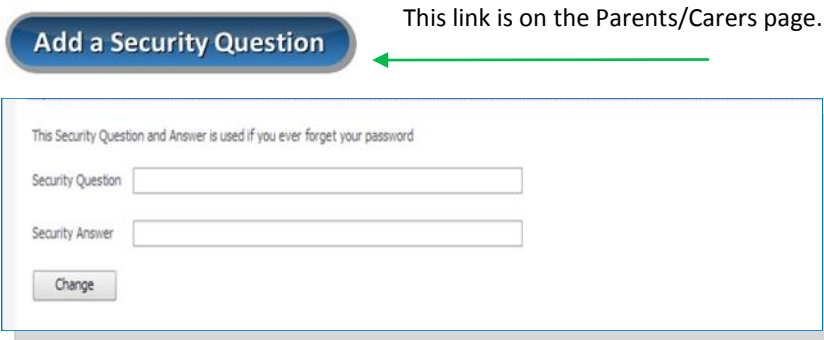 This link is on the Parents/Carers page.
Add a Security Question
This Security Question and Answer is used if you ever forget your password
Security Question
Security Answer
Change